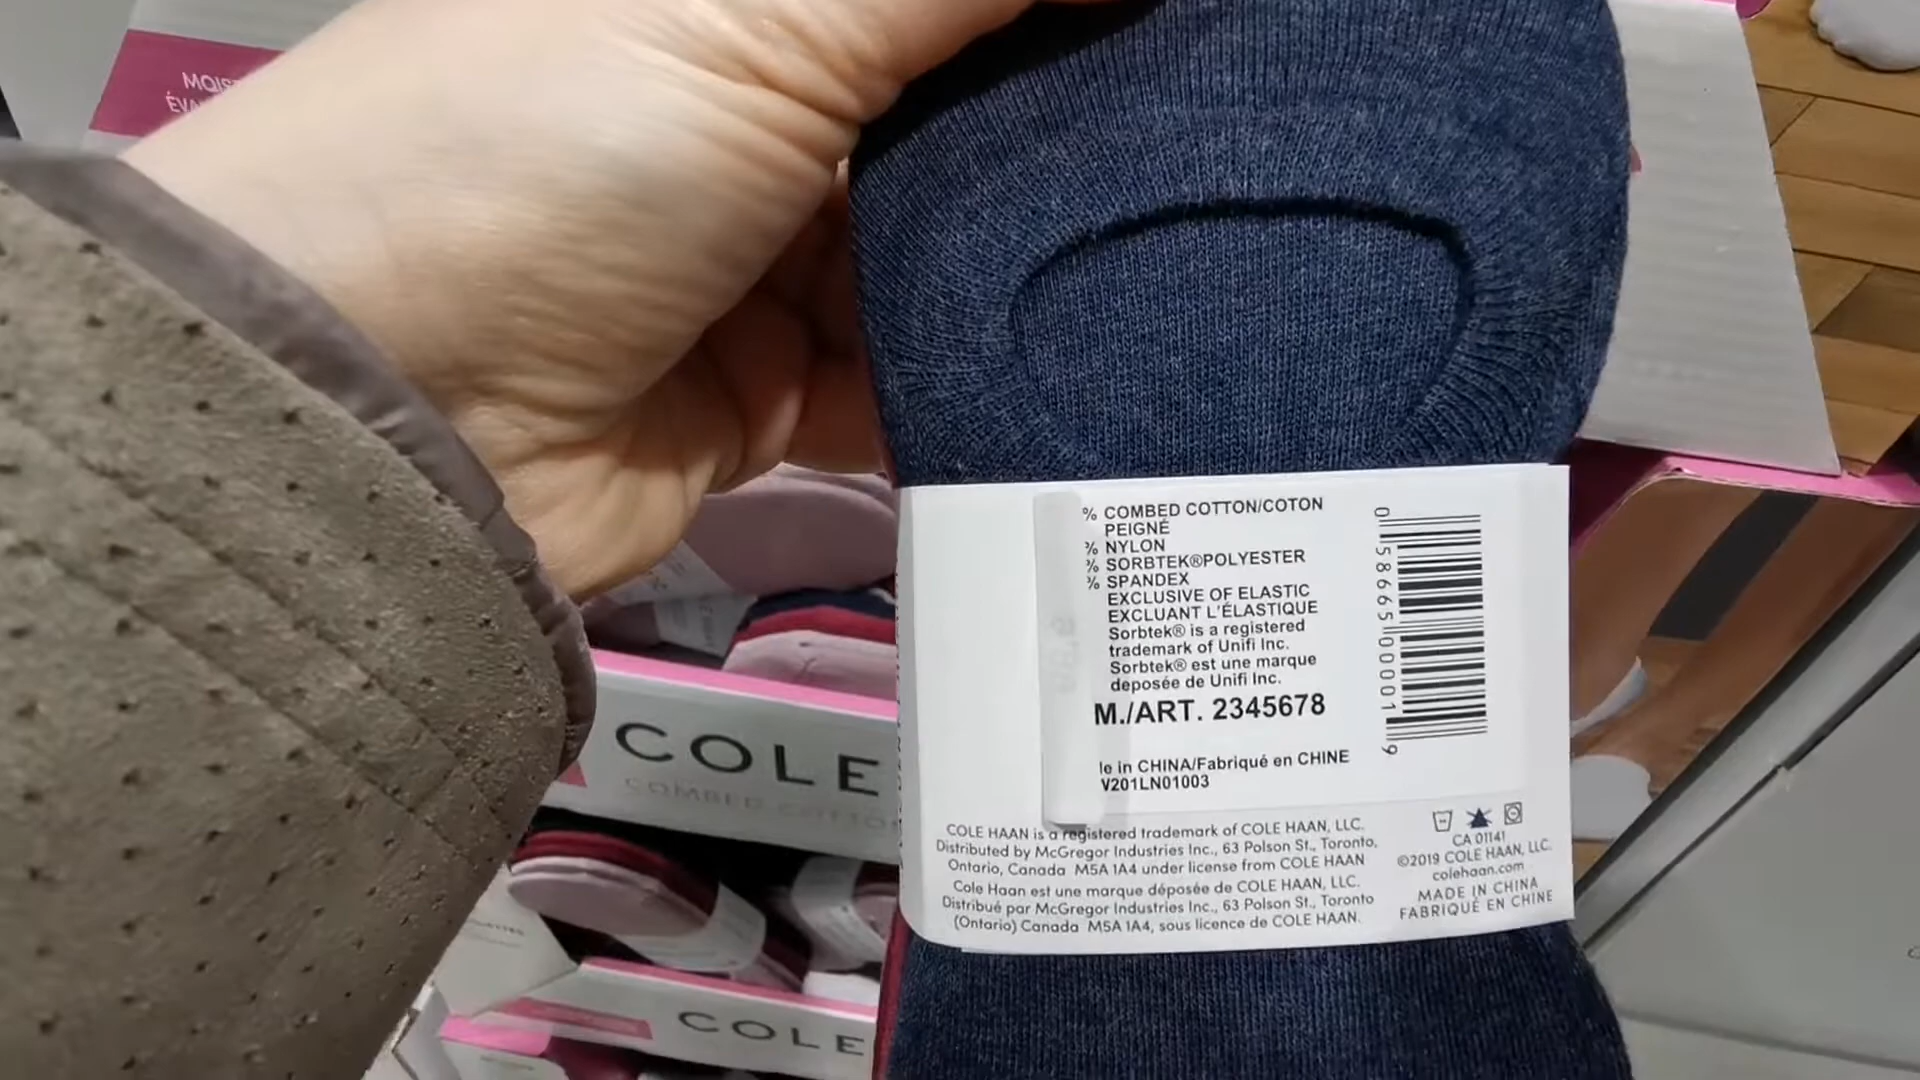 % COMBED COTTON/COTON
PEIGNÉ
% NYLON
% SORBTEK®POLYESTER
% SPANDEX
EXCLUSIVE OF ELASTIC
EXCLUANT L'ÉLASTIQUE
Sorbtek® is a registered
trademark of Unifi Inc.
Sorbtek® est une marque
deposée de Unifi Inc.
M./ART. 2345678
le in CHINA/Fabriqué en CHINE
V201LN01003
0 58665 00001 9
COLE HAAN is a registered trademark of COLE HAAN, LLC.
Distributed by McGregor Industries Inc., 63 Polson St., Toronto,
Ontario, Canada M5A 1A4 under license from COLE HAAN
Cole Haan est une marque déposée de COLE HAAN, LLC.
Distribué par McGregor Industries Inc., 63 Polson St., Toronto
(Ontario) Canada M5A 1A4, sous licence de COLE HAAN.
CA 01141
©2019 COLE HAAN, LLC.
colehaan.com
MADE IN CHINA
FABRIQUÉ EN CHINE
COLE
COMBED COTTON
COLE